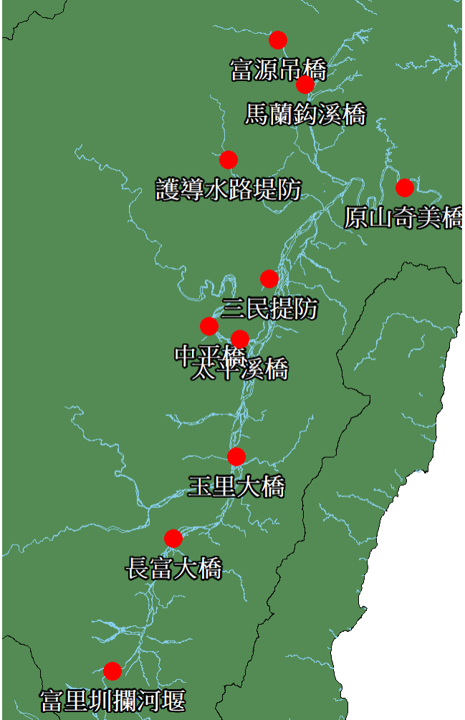 富源吊橋
馬蘭鈎溪橋
護導水路堤防
原山奇美橋
三民提防
中平橋
太平溪橋
玉里大橋
長富大橋
富里圳攔河堰